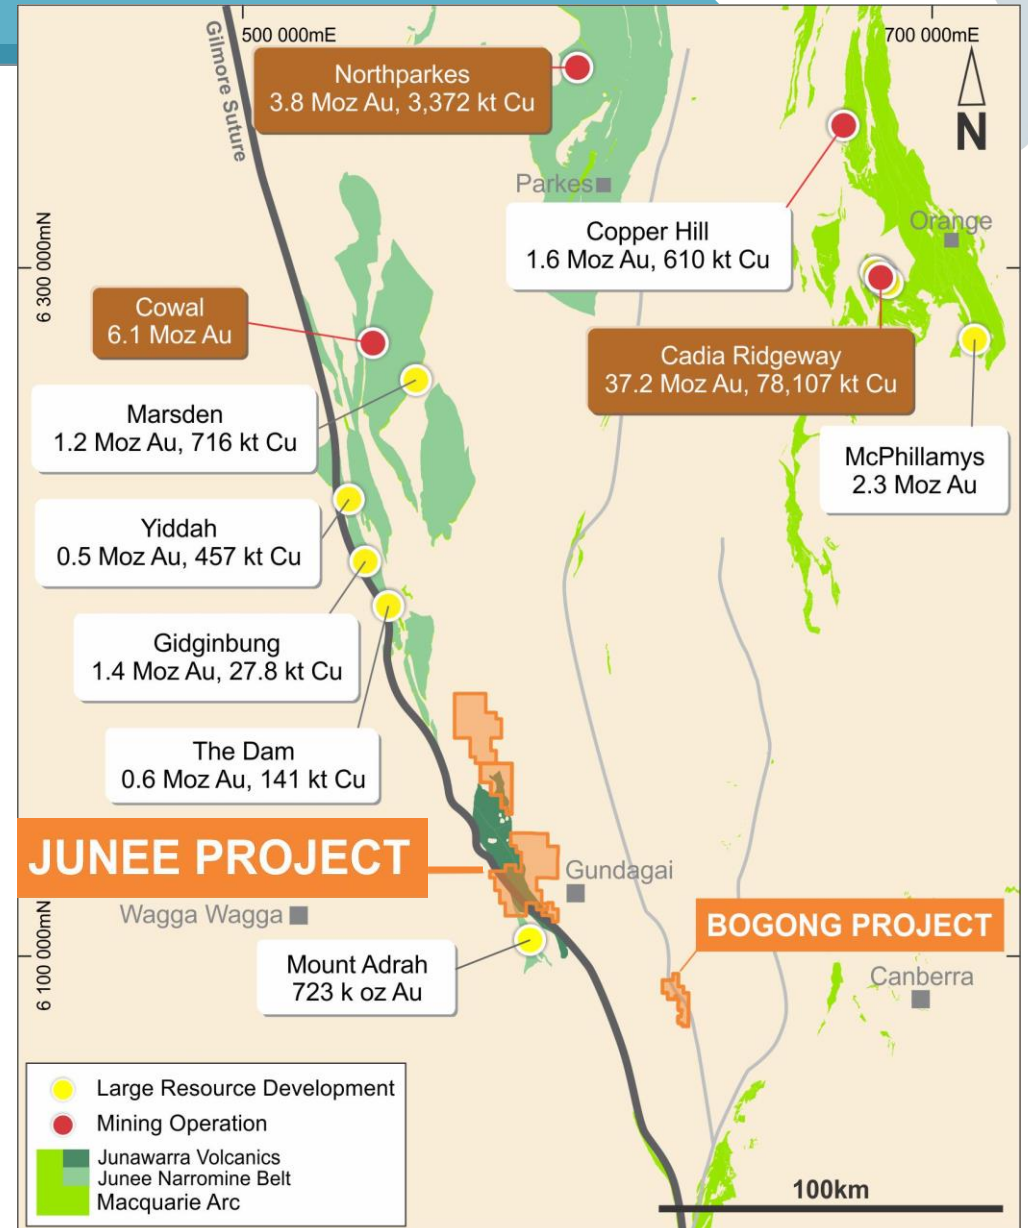 500 000mE
700 000mE
Gilmore Suture
Northparkes
3.8 Moz Au, 3,372 kt Cu
N
Parkes
Copper Hill
1.6 Moz Au, 610 kt Cu
Orange
6 300 000mN
Cowal
6.1 Moz Au
Cadia Ridgeway
37.2 Moz Au, 78,107 kt Cu
Marsden
1.2 Moz Au, 716 kt Cu
McPhillamys
2.3 Moz Au
Yiddah
0.5 Moz Au, 457 kt Cu
Gidginbung
1.4 Moz Au, 27.8 kt Cu
The Dam
0.6 Moz Au, 141 kt Cu
JUNEE PROJECT
Gundagai
Wagga Wagga
BOGONG PROJECT
6 100 000mN
Mount Adrah
723 k oz Au
Canberra
Large Resource Development
Mining Operation
Junawarra Volcanics
Junee Narromine Belt
Macquarie Arc
100km